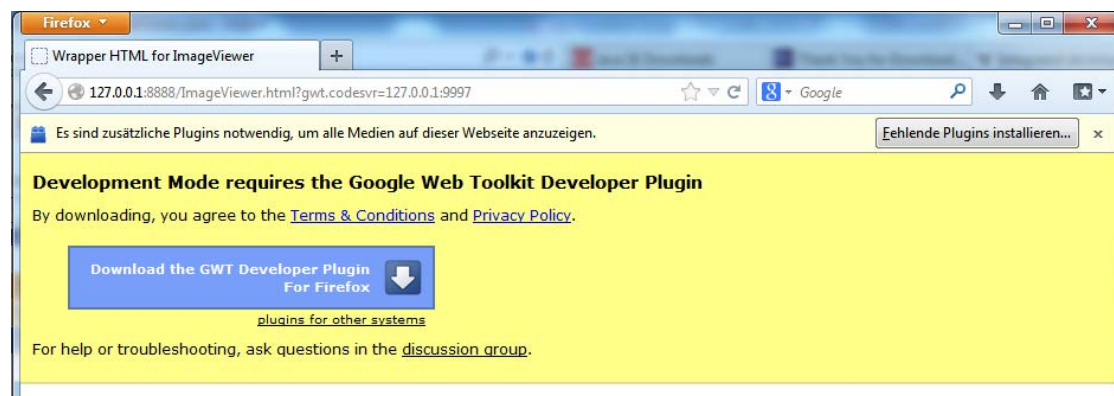 Firefox
Wrapper HTML for ImageViewer
127.0.0.1:8888/ImageViewer.html?gwt.codesvr=127.0.0.1:9997
Google
Es sind zusätzliche Plugins notwendig, um alle Medien auf dieser Webseite anzuzeigen.
Fehlende Plugins installieren...
Development Mode requires the Google Web Toolkit Developer Plugin
By downloading, you agree to the Terms & Conditions and Privacy Policy.
Download the GWT Developer Plugin
For Firefox
plugins for other systems
For help or troubleshooting, ask questions in the discussion group.